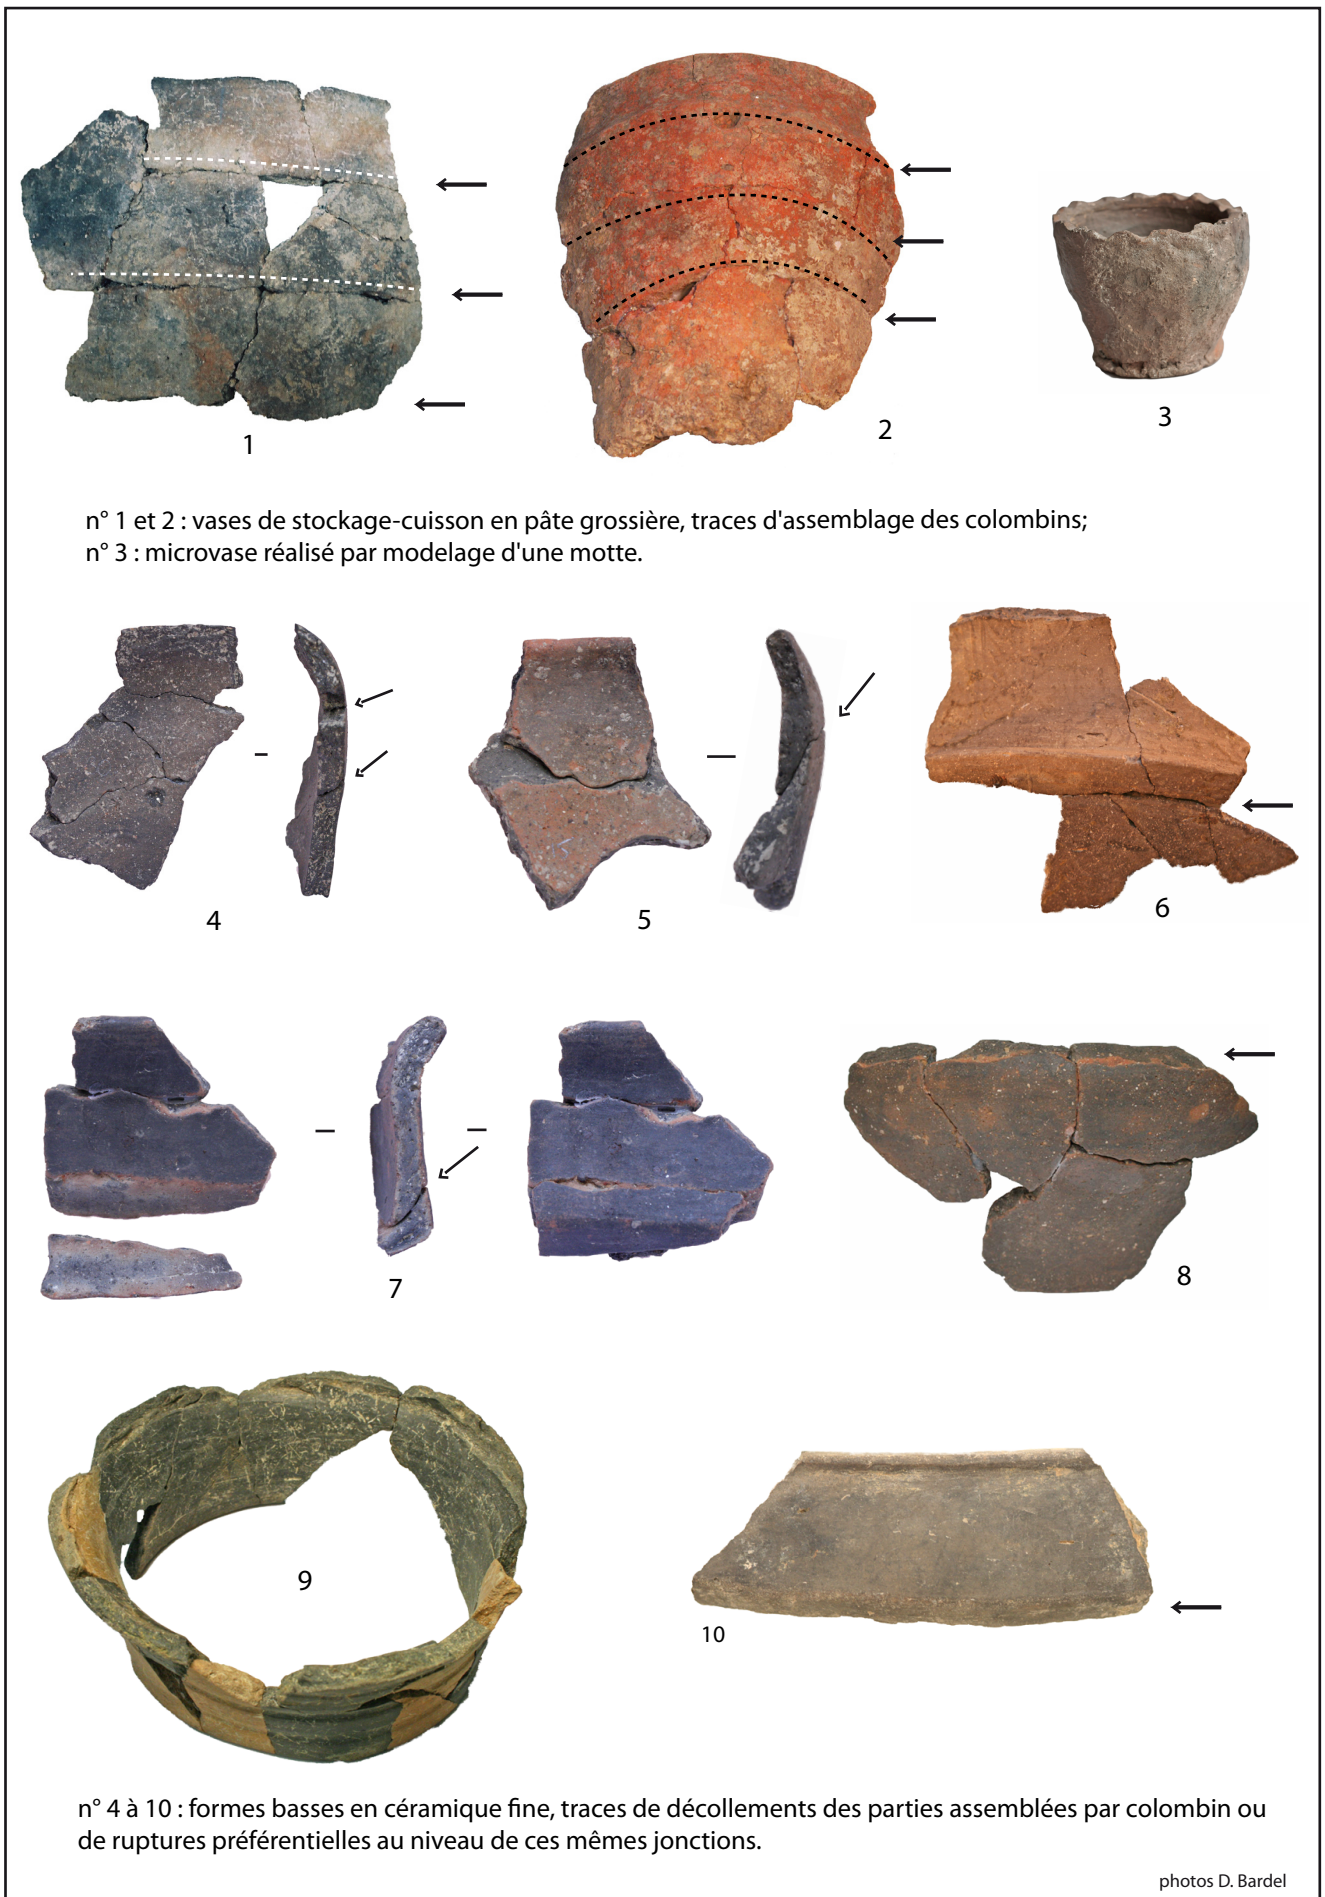 1
2
3
n° 1 et 2 : vases de stockage-cuisson en pâte grossière, traces d'assemblage des colombins;
n° 3 : microvase réalisé par modelage d'une motte.
4
5
6
7
8
9
10
n° 4 à 10 : formes basses en céramique fine, traces de décollements des parties assemblées par colombin ou
de ruptures préférentielles au niveau de ces mêmes jonctions.
photos D. Bardel